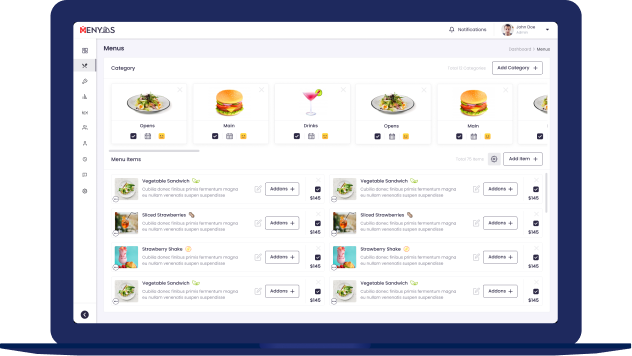 MENYJDS
Notifications
John Doe
Admin
Menus
Dashboard > Menus
Category
Total 12 Categories
Add Category +
Opens
Main
Drinks
Opens
Main
Menu Items
Add Item +
Vegetable Sandwich
Cubilia donec finibus primis fermentum magna
eu nullam venenatis suspen suspendisse
Addons +
$145
Vegetable Sandwich
Cubilia donec finibus primis fermentum magna
eu nullam venenatis suspen suspendisse
Addons +
$145
Sliced Strawberries
Cubilia donec finibus primis fermentum magna
eu nullam venenatis suspen suspendisse
Addons +
$145
Sliced Strawberries
Cubilia donec finibus primis fermentum magna
eu nullam venenatis suspen suspendisse
Addons +
$145
Strawberry Shake
Cubilia donec finibus primis fermentum magna
eu nullam venenatis suspen suspendisse
Addons +
$145
Strawberry Shake
Cubilia donec finibus primis fermentum magna
eu nullam venenatis suspen suspendisse
Addons +
$145
Vegetable Sandwich
Cubilia donec finibus primis fermentum magna
eu nullam venenatis suspen suspendisse
Addons +
$145
Vegetable Sandwich
Cubilia donec finibus primis fermentum magna
eu nullam venenatis suspen suspendisse
Addons +
$145